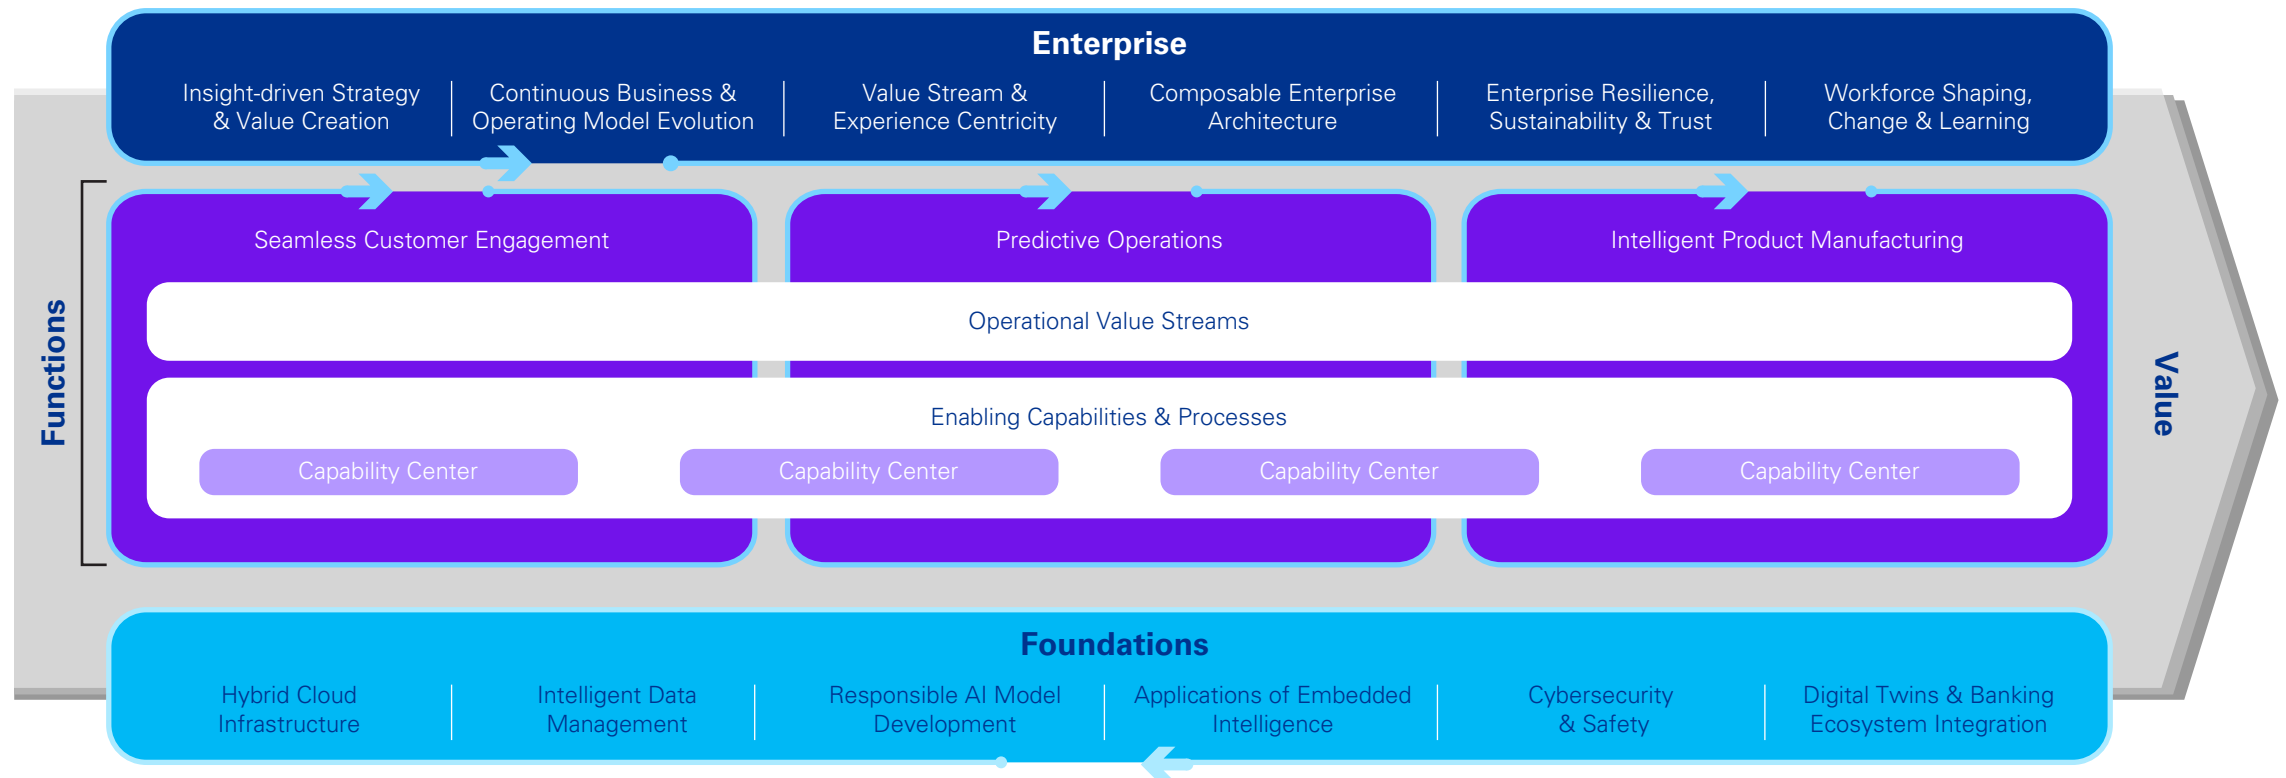 Enterprise
Insight-driven Strategy
& Value Creation
Continuous Business &
Operating Model Evolution
Value Stream &
Experience Centricity
Composable Enterprise
Architecture
Enterprise Resilience,
Sustainability & Trust
Workforce Shaping,
Change & Learning
Functions
Seamless Customer Engagement
Predictive Operations
Intelligent Product Manufacturing
Operational Value Streams
Enabling Capabilities & Processes
Capability Center
Capability Center
Capability Center
Capability Center
Value
Foundations
Hybrid Cloud
Infrastructure
Intelligent Data
Management
Responsible AI Model
Development
Applications of Embedded
Intelligence
Cybersecurity
& Safety
Digital Twins & Banking
Ecosystem Integration